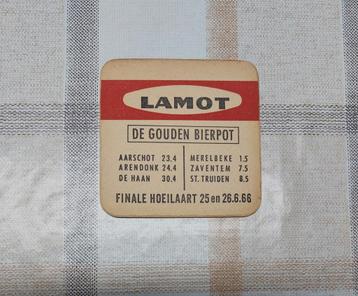 LAMOT
DE GOUDEN BIERPOT
AARSCHOT 23.4 MERELBEKE 1.5
ARENDONK 24.4 ZAVENTEM 7.5
DE HAAN 30.4 ST. TRUIDEN 8.5
FINALE HOEILAART 25 en 26.6.66